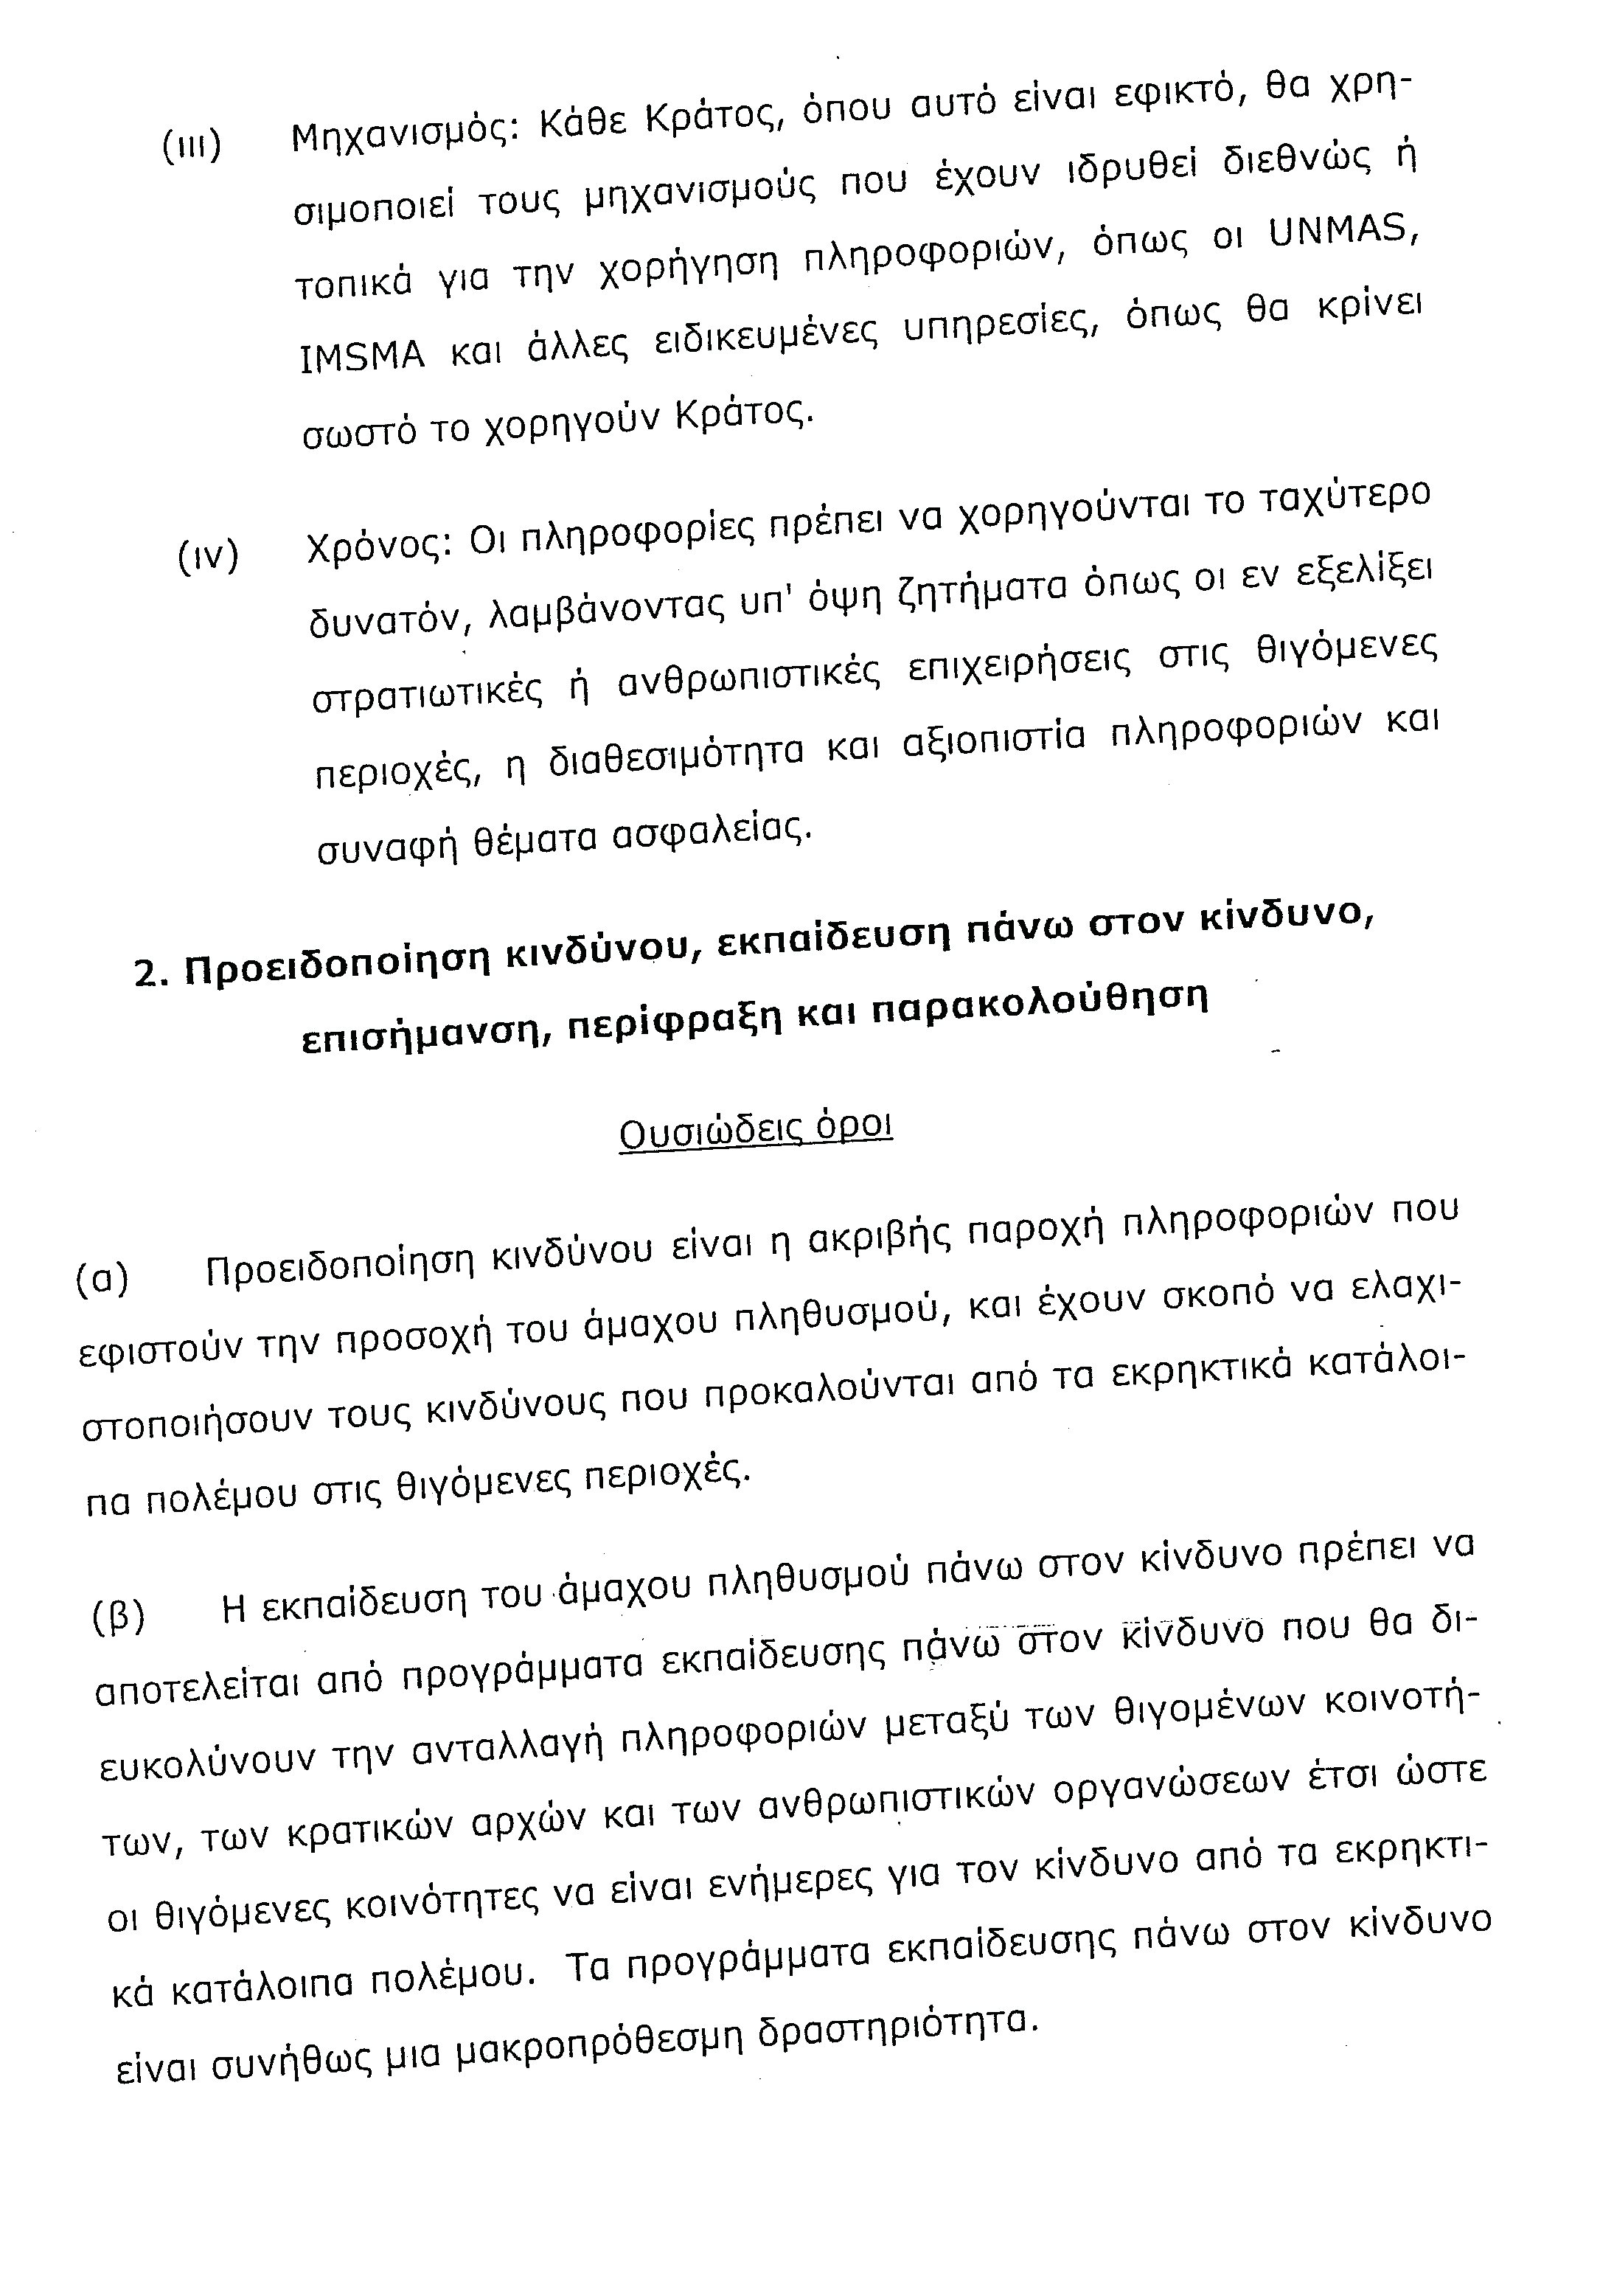 (ιιι) Μηχανισμός: Κάθε Κράτος, όπου αυτό είναι εφικτό, θα χρη-
σιμοποιεί τους μηχανισμούς που έχουν ιδρυθεί διεθνώς ή
τοπικά για την χορήγηση πληροφοριών, όπως οι UNMAS,
IMSMA και άλλες ειδικευμένες υπηρεσίες, όπως θα κρίνει
σωστό το χορηγούν Κράτος.
(ιν) Χρόνος: Οι πληροφορίες πρέπει να χορηγούνται το ταχύτερο
δυνατόν, λαμβάνοντας υπ' όψη ζητήματα όπως οι εν εξελίξει
στρατιωτικές ή ανθρωπιστικές επιχειρήσεις στις θιγόμενες
περιοχές, η διαθεσιμότητα και αξιοπιστία πληροφοριών και
συναφή θέματα ασφαλείας.
2. Προειδοποίηση κινδύνου, εκπαίδευση πάνω στον κίνδυνο,
επισήμανση, περίφραξη και παρακολούθηση
Ουσιώδεις όροι
(α) Προειδοποίηση κινδύνου είναι η ακριβής παροχή πληροφοριών που
εφιστούν την προσοχή του άμαχου πληθυσμού, και έχουν σκοπό να ελαχι-
στοποιήσουν τους κινδύνους που προκαλούνται από τα εκρηκτικά κατάλοι-
πα πολέμου στις θιγόμενες περιοχές.
(β) Η εκπαίδευση του άμαχου πληθυσμού πάνω στον κίνδυνο πρέπει να
αποτελείται από προγράμματα εκπαίδευσης πάνω στον κίνδυνο που θα δι-
ευκολύνουν την ανταλλαγή πληροφοριών μεταξύ των θιγομένων κοινοτή-
των, των κρατικών αρχών και των ανθρωπιστικών οργανώσεων έτσι ώστε
οι θιγόμενες κοινότητες να είναι ενήμερες για τον κίνδυνο από τα εκρηκτι-
κά κατάλοιπα πολέμου. Τα προγράμματα εκπαίδευσης πάνω στον κίνδυνο
είναι συνήθως μια μακροπρόθεσμη δραστηριότητα.